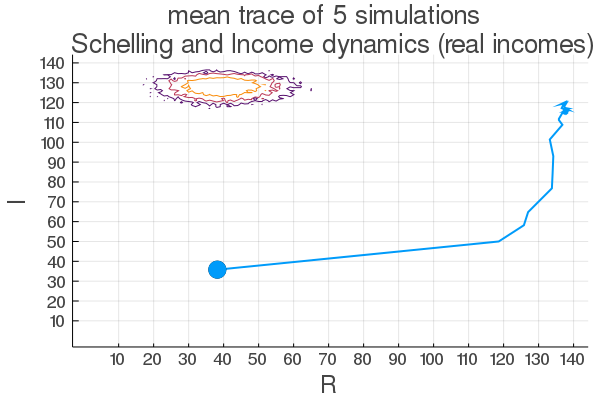 mean trace of 5 simulations
Schelling and Income dynamics (real incomes)
140
130
120
110
100
90
80
70
60
50
40
30
20
10
I
10 20 30 40 50 60 70 80 90 100 110 120 130 140
R